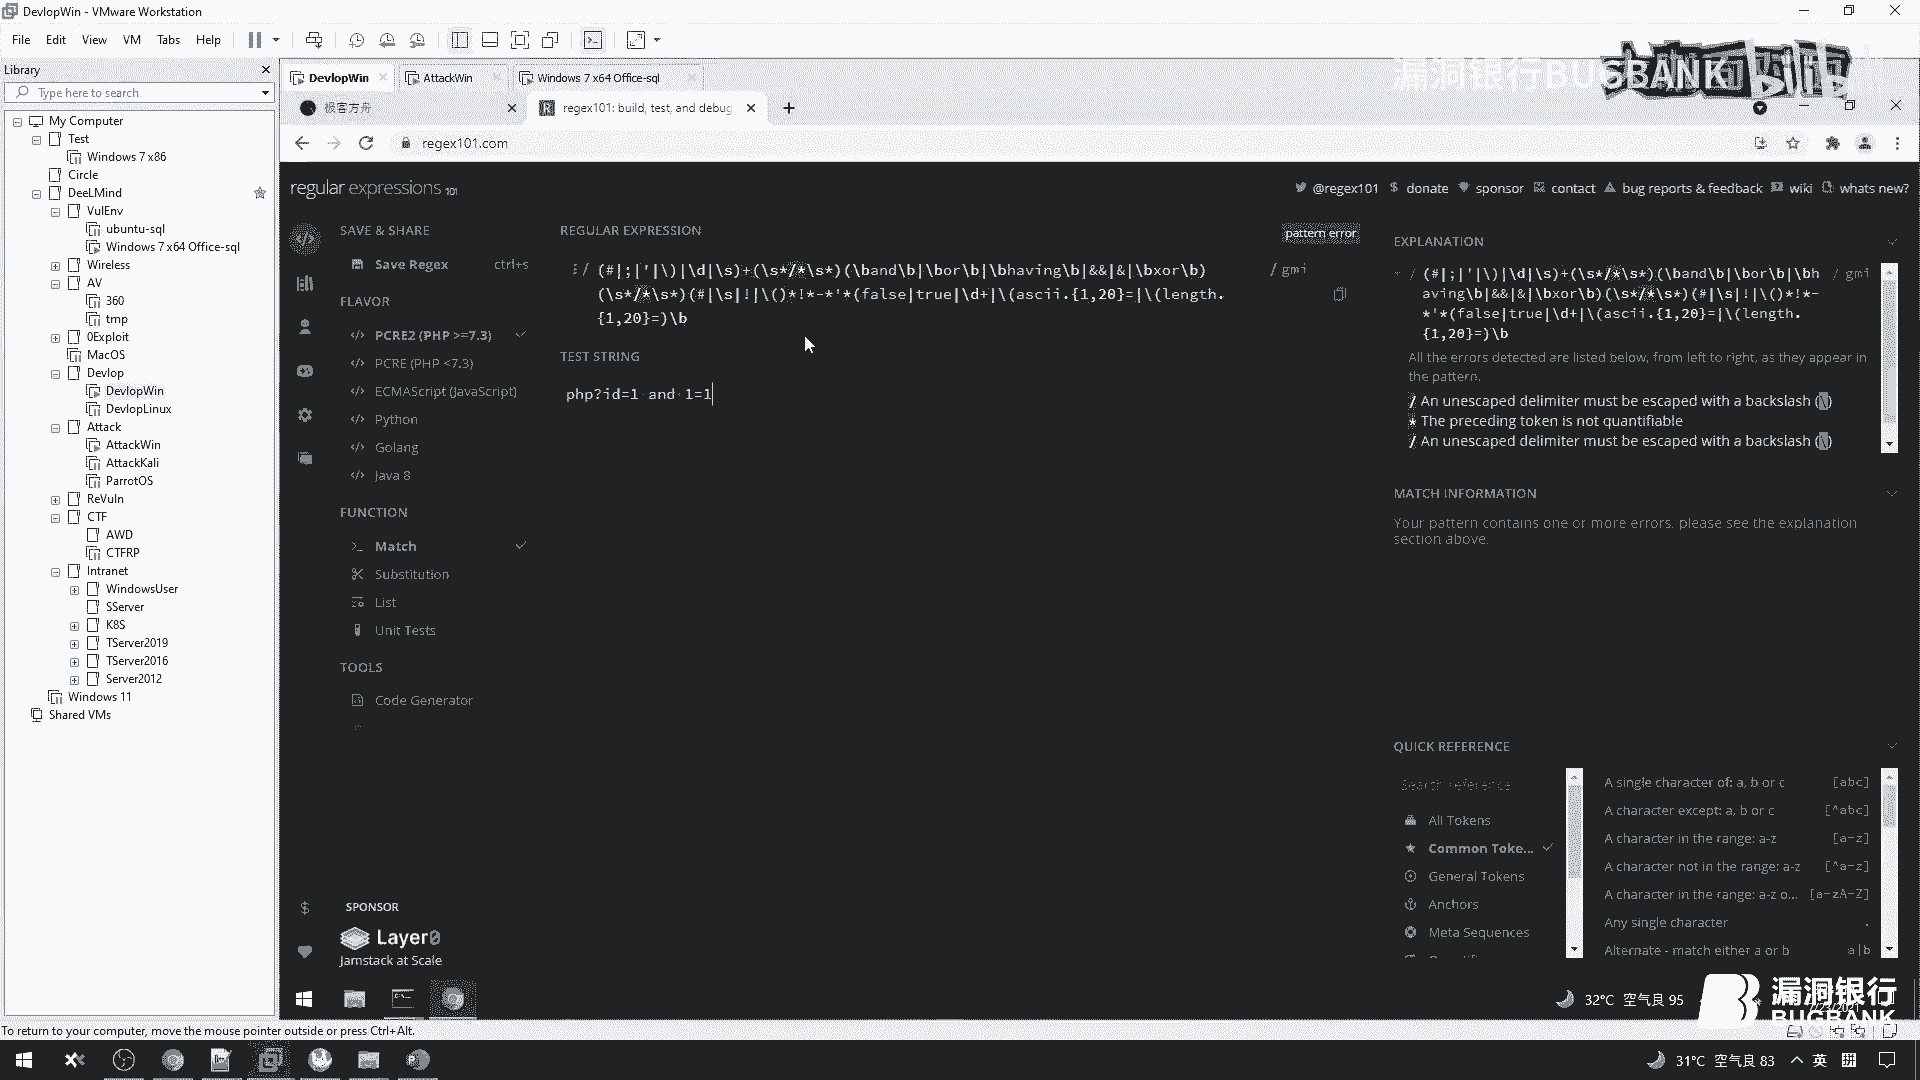 DevlopWin - VMware Workstation
File Edit View VM Tabs Help
漏洞银行BUGBANK bilibili
Library
Type here to search
My Computer
Test
Windows 7 x86
Circle
DeeLMind
VulEnv
ubuntu-sql
Windows 7 x64 Office-sql
Wireless
AV
360
tmp
0Exploit
MacOS
Devlop
DevlopWin
DevlopLinux
Attack
AttackWin
AttackKali
ParrotOS
ReVuln
CTF
AWD
CTFRP
Intranet
WindowsUser
SServer
K8S
TServer2019
TServer2016
Server2012
Windows 11
Shared VMs
DevlopWin AttackWin Windows 7 x64 Office-sql
极客方舟 regex101: build, test, and debug
regex101.com
regular expressions 101
@regex101 $ donate sponsor contact bug reports & feedback wiki whats new?
SAVE & SHARE
Save Regex ctrl+s
FLAVOR
PCRE2 (PHP >=7.3)
PCRE (PHP <7.3)
ECMAScript (JavaScript)
Python
Golang
Java 8
FUNCTION
Match
Substitution
List
Unit Tests
TOOLS
Code Generator
SPONSOR
Layer0
Jamstack at Scale
REGULAR EXPRESSION pattern error
/ (#|;|'|\)|\d|\s)+(\s*/*\s*)(\band\b|\bor\b|\bhaving\b|&&|&|\bxor\b) / gmi
(\s*/*\s*)(#|\s|!|\()*!*-*'*(false|true|\d+|\(ascii.{1,20}=|\(length.
{1,20}=)\b
TEST STRING
php?id=1 and 1=1
EXPLANATION
/ (#|;|'|\)|\d|\s)+(\s*/*\s*)(\band\b|\bor\b|\bh / gmi
aving\b|&&|&|\bxor\b)(\s*/*\s*)(#|\s|!|\()*!*-
*'*(false|true|\d+|\(ascii.{1,20}=|\(length.
{1,20}=)\b
All the errors detected are listed below, from left to right, as they appear in
the pattern.
/ An unescaped delimiter must be escaped with a backslash (\)
* The preceding token is not quantifiable
/ An unescaped delimiter must be escaped with a backslash (\)
MATCH INFORMATION
Your pattern contains one or more errors, please see the explanation
section above.
QUICK REFERENCE
Search reference
All Tokens
Common Toke...
General Tokens
Anchors
Meta Sequences
A single character of: a, b or c [abc]
A character except: a, b or c [^abc]
A character in the range: a-z [a-z]
A character not in the range: a-z [^a-z]
A character in the range: a-z o... [a-zA-Z]
Any single character .
Alternate - match either a or b a|b
32°C 空气良 95
漏洞银行
BUGBANK
To return to your computer, move the mouse pointer outside or press Ctrl+Alt.
31°C 空气良 83 英 拼